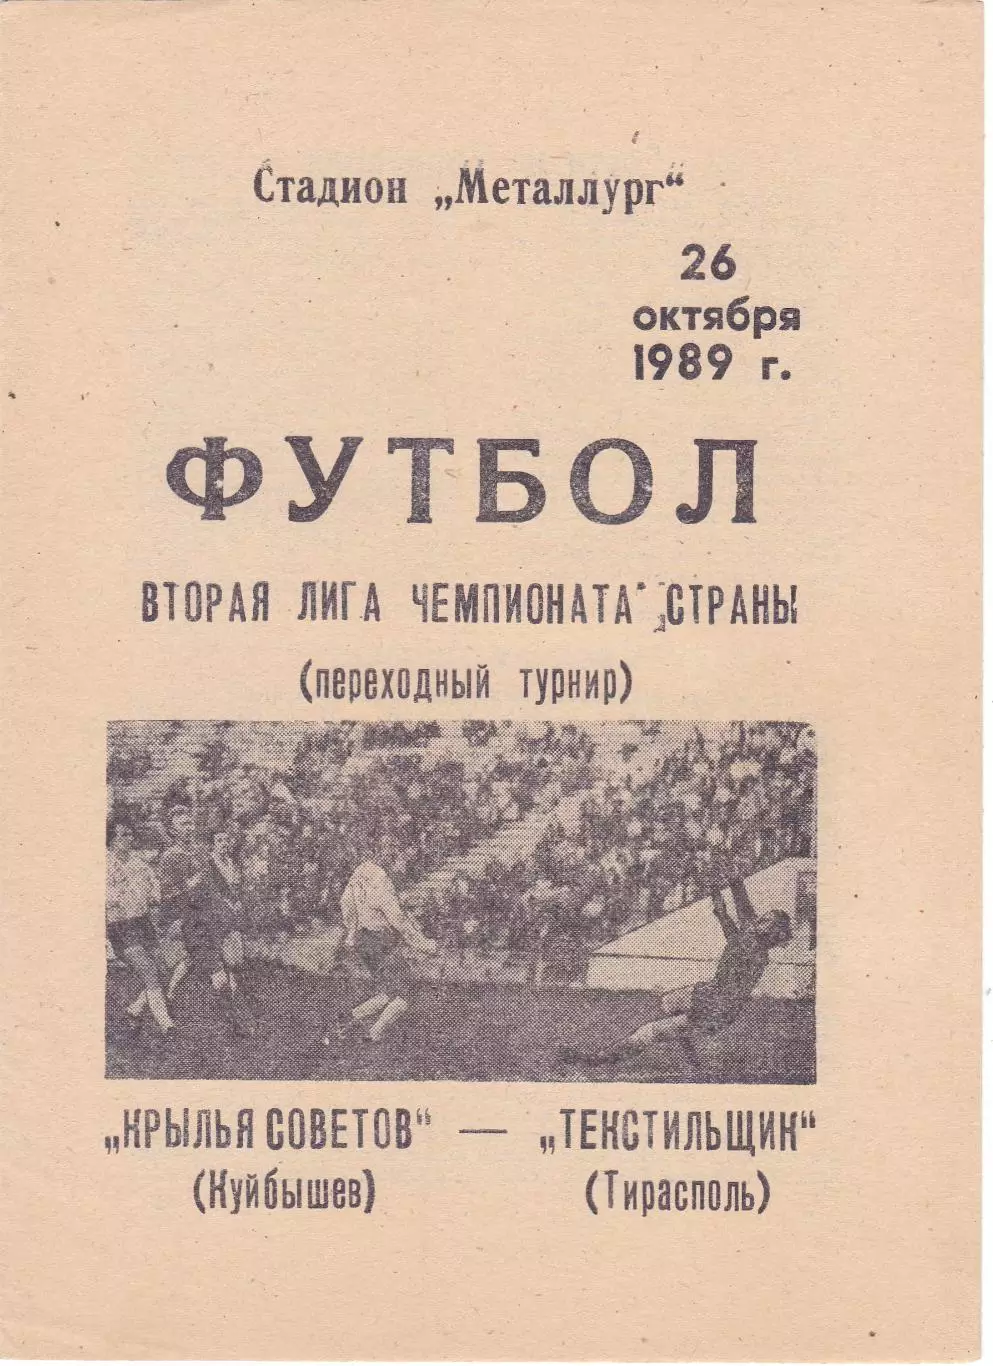 Стадион „Металлург“
26
октября
1989 г.
ФУТБОЛ
ВТОРАЯ ЛИГА ЧЕМПИОНАТА СТРАНЫ
(переходный турнир)
„КРЫЛЬЯ СОВЕТОВ“ — „ТЕКСТИЛЬЩИК“
(Куйбышев) (Тирасполь)